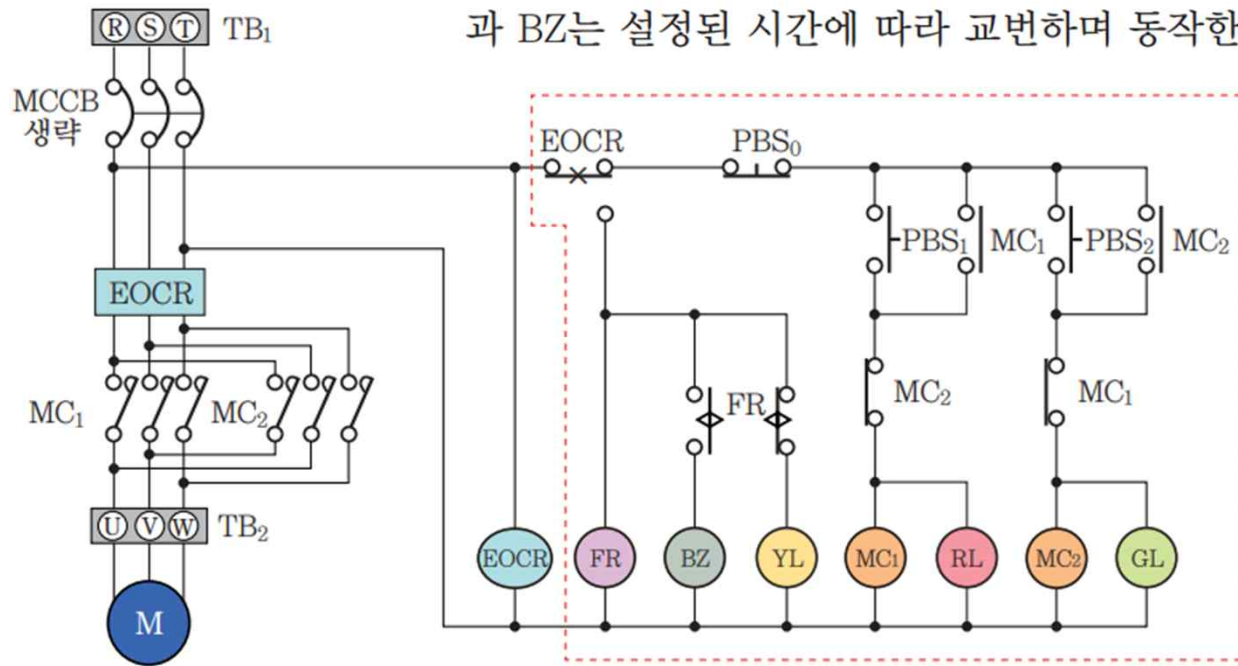 과 BZ는 설정된 시간에 따라 교번하며 동작한
R S T TB₁
MCCB
생략
EOCR PBS₀
PBS₁ MC₁ PBS₂ MC₂
EOCR
MC₁ MC₂ FR MC₂ MC₁
U V W TB₂
EOCR FR BZ YL MC₁ RL MC₂ GL
M